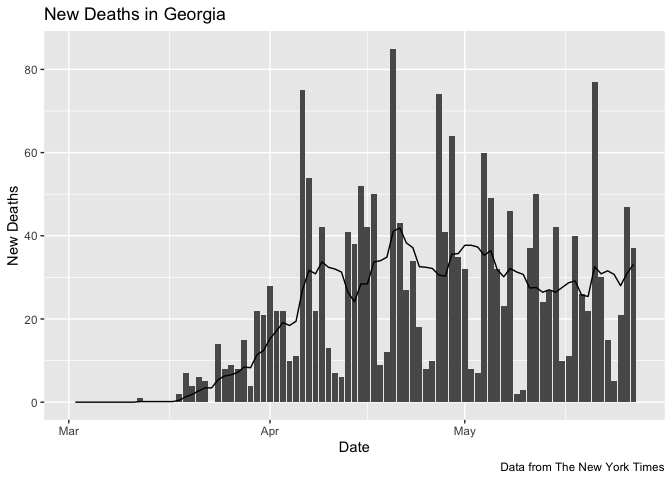 New Deaths in Georgia
80
60
40
20
0
New Deaths
Mar
Apr
May
Date
Data from The New York Times